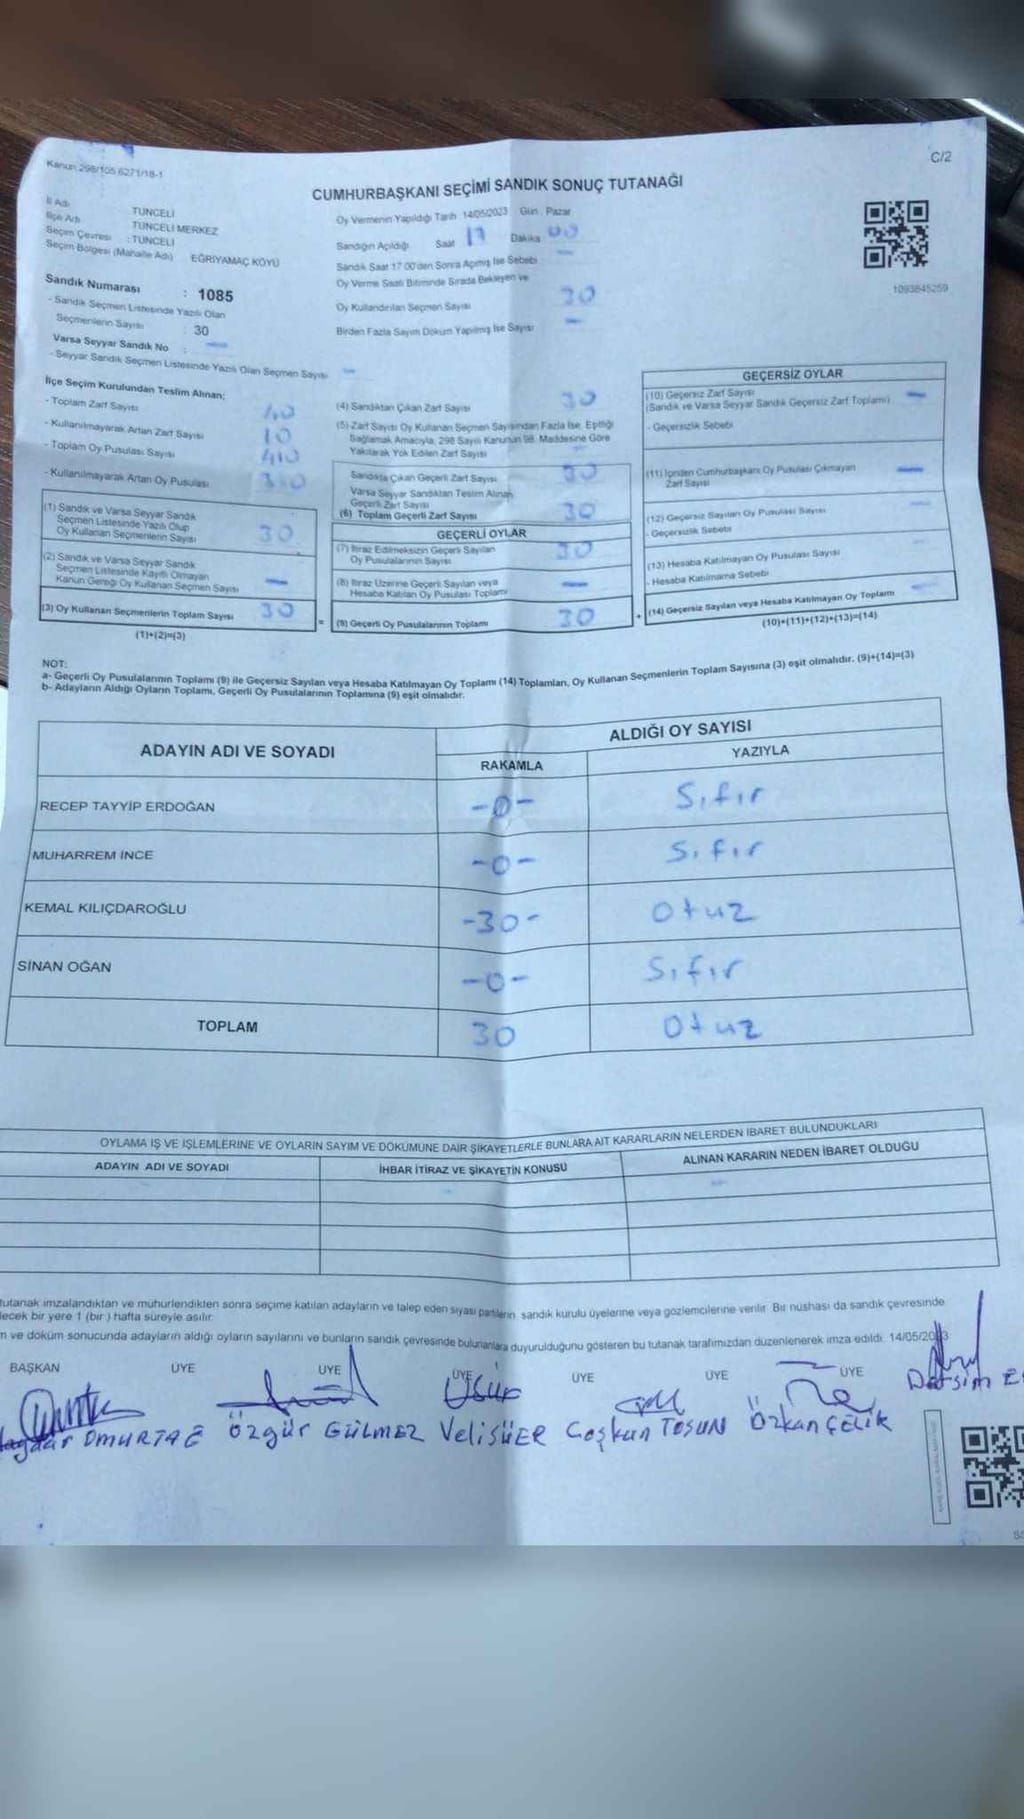 Kanun 298/105.6271/18-1
C/2
CUMHURBAŞKANI SEÇİMİ SANDIK SONUÇ TUTANAĞI
İl Adı TUNCELİ
İlçe Adı TUNCELİ MERKEZ
Seçim Çevresi : TUNCELİ
Seçim Bölgesi (Mahalle Adı) EĞRİYAMAÇ KÖYÜ
Sandık Numarası : 1085
- Sandık Seçmen Listesinde Yazılı Olan
Seçmenlerin Sayısı 30
Varsa Seyyar Sandık No : -
- Seyyar Sandık Seçmen Listesinde Yazılı Olan Seçmen Sayısı -
Oy Vermenin Yapıldığı Tarih 14/05/2023 Gün : Pazar
Sandığın Açıldığı Saat 17 Dakika 00
Sandık Saat 17 00'den Sonra Açılmış İse Sebebi -
Oy Verme Saati Bitiminde Sırada Bekleyen ve
Oy Kullandırılan Seçmen Sayısı 30
Birden Fazla Sayım Döküm Yapılmış İse Sayısı -
1093845259
İlçe Seçim Kurulundan Teslim Alınan;
- Toplam Zarf Sayısı 40
- Kullanılmayarak Artan Zarf Sayısı 10
- Toplam Oy Pusulası Sayısı 410
- Kullanılmayarak Artan Oy Pusulası
(1) Sandık ve Varsa Seyyar Sandık
Seçmen Listesinde Yazılı Olup
Oy Kullanan Seçmenlerin Sayısı 30
(2) Sandık ve Varsa Seyyar Sandık
Seçmen Listesinde Kayıtlı Olmayan
Kanun Gereği Oy Kullanan Seçmen Sayısı -
(3) Oy Kullanan Seçmenlerin Toplam Sayısı 30
(1)+(2)=(3)
(4) Sandıktan Çıkan Zarf Sayısı 30
(5) Zarf Sayısı Oy Kullanan Seçmen Sayısından Fazla İse, Eşitliği
Sağlamak Amacıyla, 298 Sayılı Kanunun 98. Maddesine Göre
Yakılarak Yok Edilen Zarf Sayısı
Sandıkta Çıkan Geçerli Zarf Sayısı 30
Varsa Seyyar Sandıktan Teslim Alınan
Geçerli Zarf Sayısı
(6) Toplam Geçerli Zarf Sayısı 30
GEÇERLİ OYLAR
(7) İtiraz Edilmeksizin Geçerli Sayılan
Oy Pusulalarının Sayısı 30
(8) İtiraz Üzerine Geçerli Sayılan veya
Hesaba Katılan Oy Pusulası Toplamı -
= (9) Geçerli Oy Pusulalarının Toplamı 30 +
GEÇERSİZ OYLAR
(10) Geçersiz Zarf Sayısı
(Sandık ve Varsa Seyyar Sandık Geçersiz Zarf Toplamı) -
- Geçersizlik Sebebi
(11) İçinden Cumhurbaşkanı Oy Pusulası Çıkmayan
Zarf Sayısı -
(12) Geçersiz Sayılan Oy Pusulası Sayısı -
- Geçersizlik Sebebi
(13) Hesaba Katılmayan Oy Pusulası Sayısı -
- Hesaba Katılmama Sebebi
(14) Geçersiz Sayılan veya Hesaba Katılmayan Oy Toplamı -
(10)+(11)+(12)+(13)=(14)
NOT:
a- Geçerli Oy Pusulalarının Toplamı (9) ile Geçersiz Sayılan veya Hesaba Katılmayan Oy Toplamı (14) Toplamları, Oy Kullanan Seçmenlerin Toplam Sayısına (3) eşit olmalıdır. (9)+(14)=(3)
b- Adayların Aldığı Oyların Toplamı, Geçerli Oy Pusulalarının Toplamına (9) eşit olmalıdır.
ADAYIN ADI VE SOYADI
ALDIĞI OY SAYISI
RAKAMLA YAZIYLA
RECEP TAYYİP ERDOĞAN -0- Sıfır
MUHARREM İNCE -0- Sıfır
KEMAL KILIÇDAROĞLU -30- Otuz
SİNAN OĞAN -0- Sıfır
TOPLAM 30 Otuz
OYLAMA İŞ VE İŞLEMLERİNE VE OYLARIN SAYIM VE DÖKÜMÜNE DAİR ŞİKAYETLERLE BUNLARA AİT KARARLARIN NELERDEN İBARET BULUNDUKLARI
ADAYIN ADI VE SOYADI İHBAR İTİRAZ VE ŞİKAYETİN KONUSU ALINAN KARARIN NEDEN İBARET OLDUĞU
tutanak imzalandıktan ve mühürlendikten sonra seçime katılan adayların ve talep eden siyasi partilerin sandık kurulu üyelerine veya gözlemcilerine verilir. Bir nüshası da sandık çevresinde
lecek bir yere 1 (bir) hafta süreyle asılır.
m ve döküm sonucunda adayların aldığı oyların sayılarını ve bunların sandık çevresinde bulunanlara duyurulduğunu gösteren bu tutanak tarafımızdan düzenlenerek imza edildi. 14/05/2023
BAŞKAN ÜYE ÜYE ÜYE ÜYE ÜYE ÜYE
OMURTAG Özgür GÜLMEZ Veli SÜER Coşkun TOSUN Özkan ÇELİK Dersim